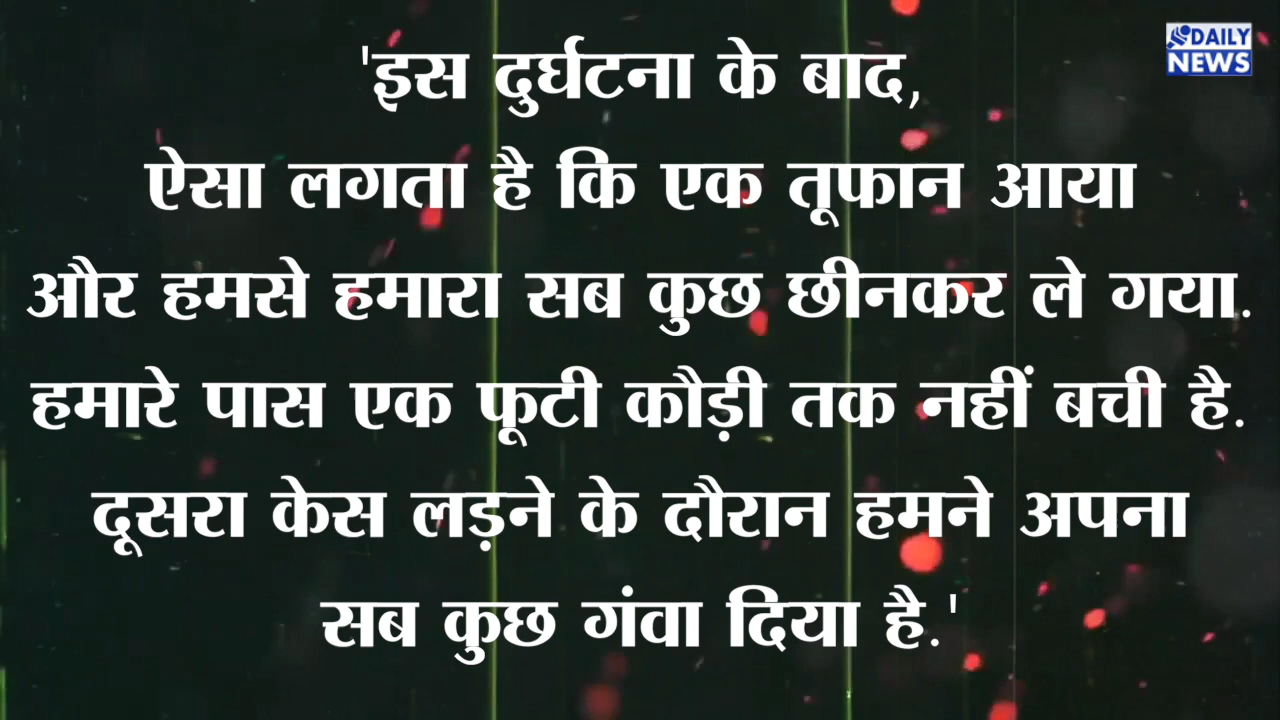 DAILY
NEWS
'इस दुर्घटना के बाद,
ऐसा लगता है कि एक तूफान आया
और हमसे हमारा सब कुछ छीनकर ले गया.
हमारे पास एक फूटी कौड़ी तक नहीं बची है.
दूसरा केस लड़ने के दौरान हमने अपना
सब कुछ गंवा दिया है.'